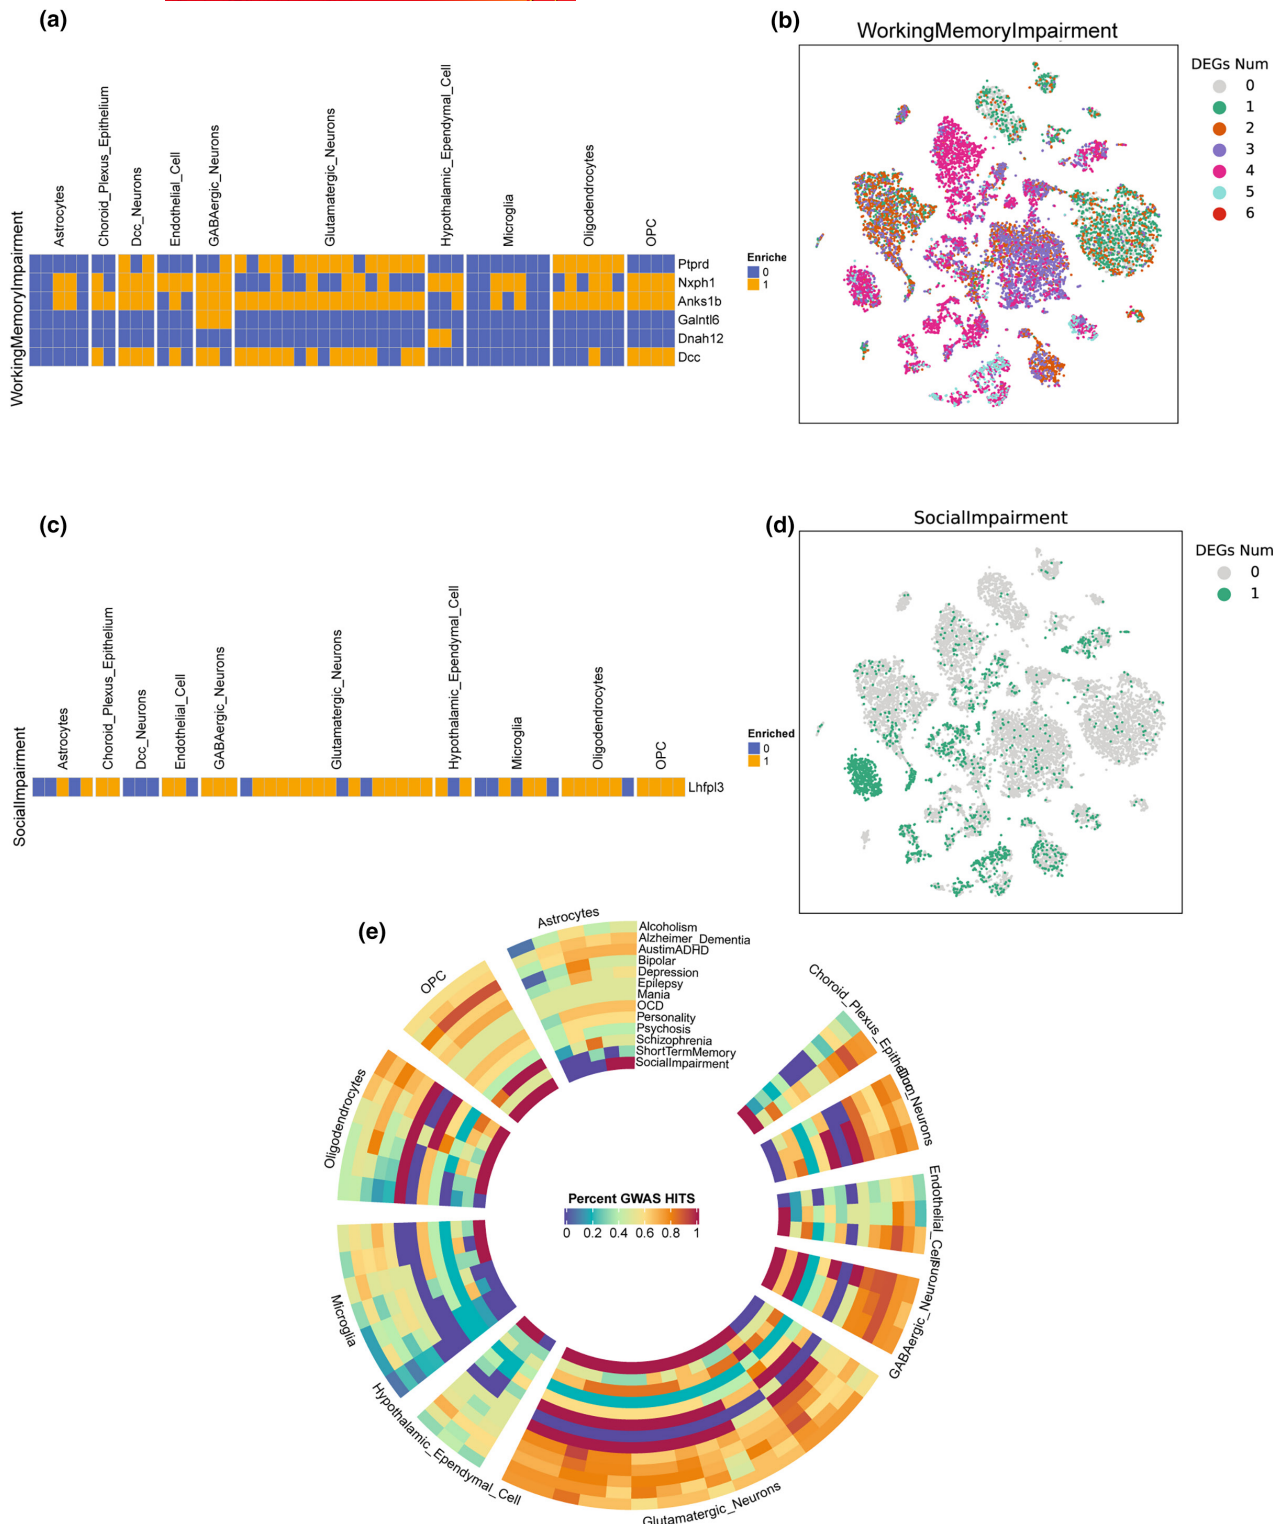 (a)
Astrocytes
Choroid_Plexus_Epithelium
Dcc_Neurons
Endothelial_Cell
GABAergic_Neurons
Glutamatergic_Neurons
Hypothalamic_Ependymal_Cell
Microglia
Oligodendrocytes
OPC
WorkingMemoryImpairment
Ptprd
Nxph1
Anks1b
Galntl6
Dnah12
Dcc
Enriche
0
1
(b)
WorkingMemoryImpairment
DEGs Num
0
1
2
3
4
5
6
(c)
Astrocytes
Choroid_Plexus_Epithelium
Dcc_Neurons
Endothelial_Cell
GABAergic_Neurons
Glutamatergic_Neurons
Hypothalamic_Ependymal_Cell
Microglia
Oligodendrocytes
OPC
SocialImpairment
Lhfpl3
Enriched
0
1
(d)
SocialImpairment
DEGs Num
0
1
(e)
Astrocytes
Alcoholism
Alzheimer_Dementia
AustimADHD
Bipolar
Depression
Epilepsy
Mania
OCD
Personality
Psychosis
Schizophrenia
ShortTermMemory
SocialImpairment
Choroid_Plexus_Epithelium
Dcc_Neurons
Endothelial_Cell
GABAergic_Neurons
Glutamatergic_Neurons
Hypothalamic_Ependymal_Cell
Microglia
Oligodendrocytes
OPC
Percent GWAS HITS
0 0.2 0.4 0.6 0.8 1